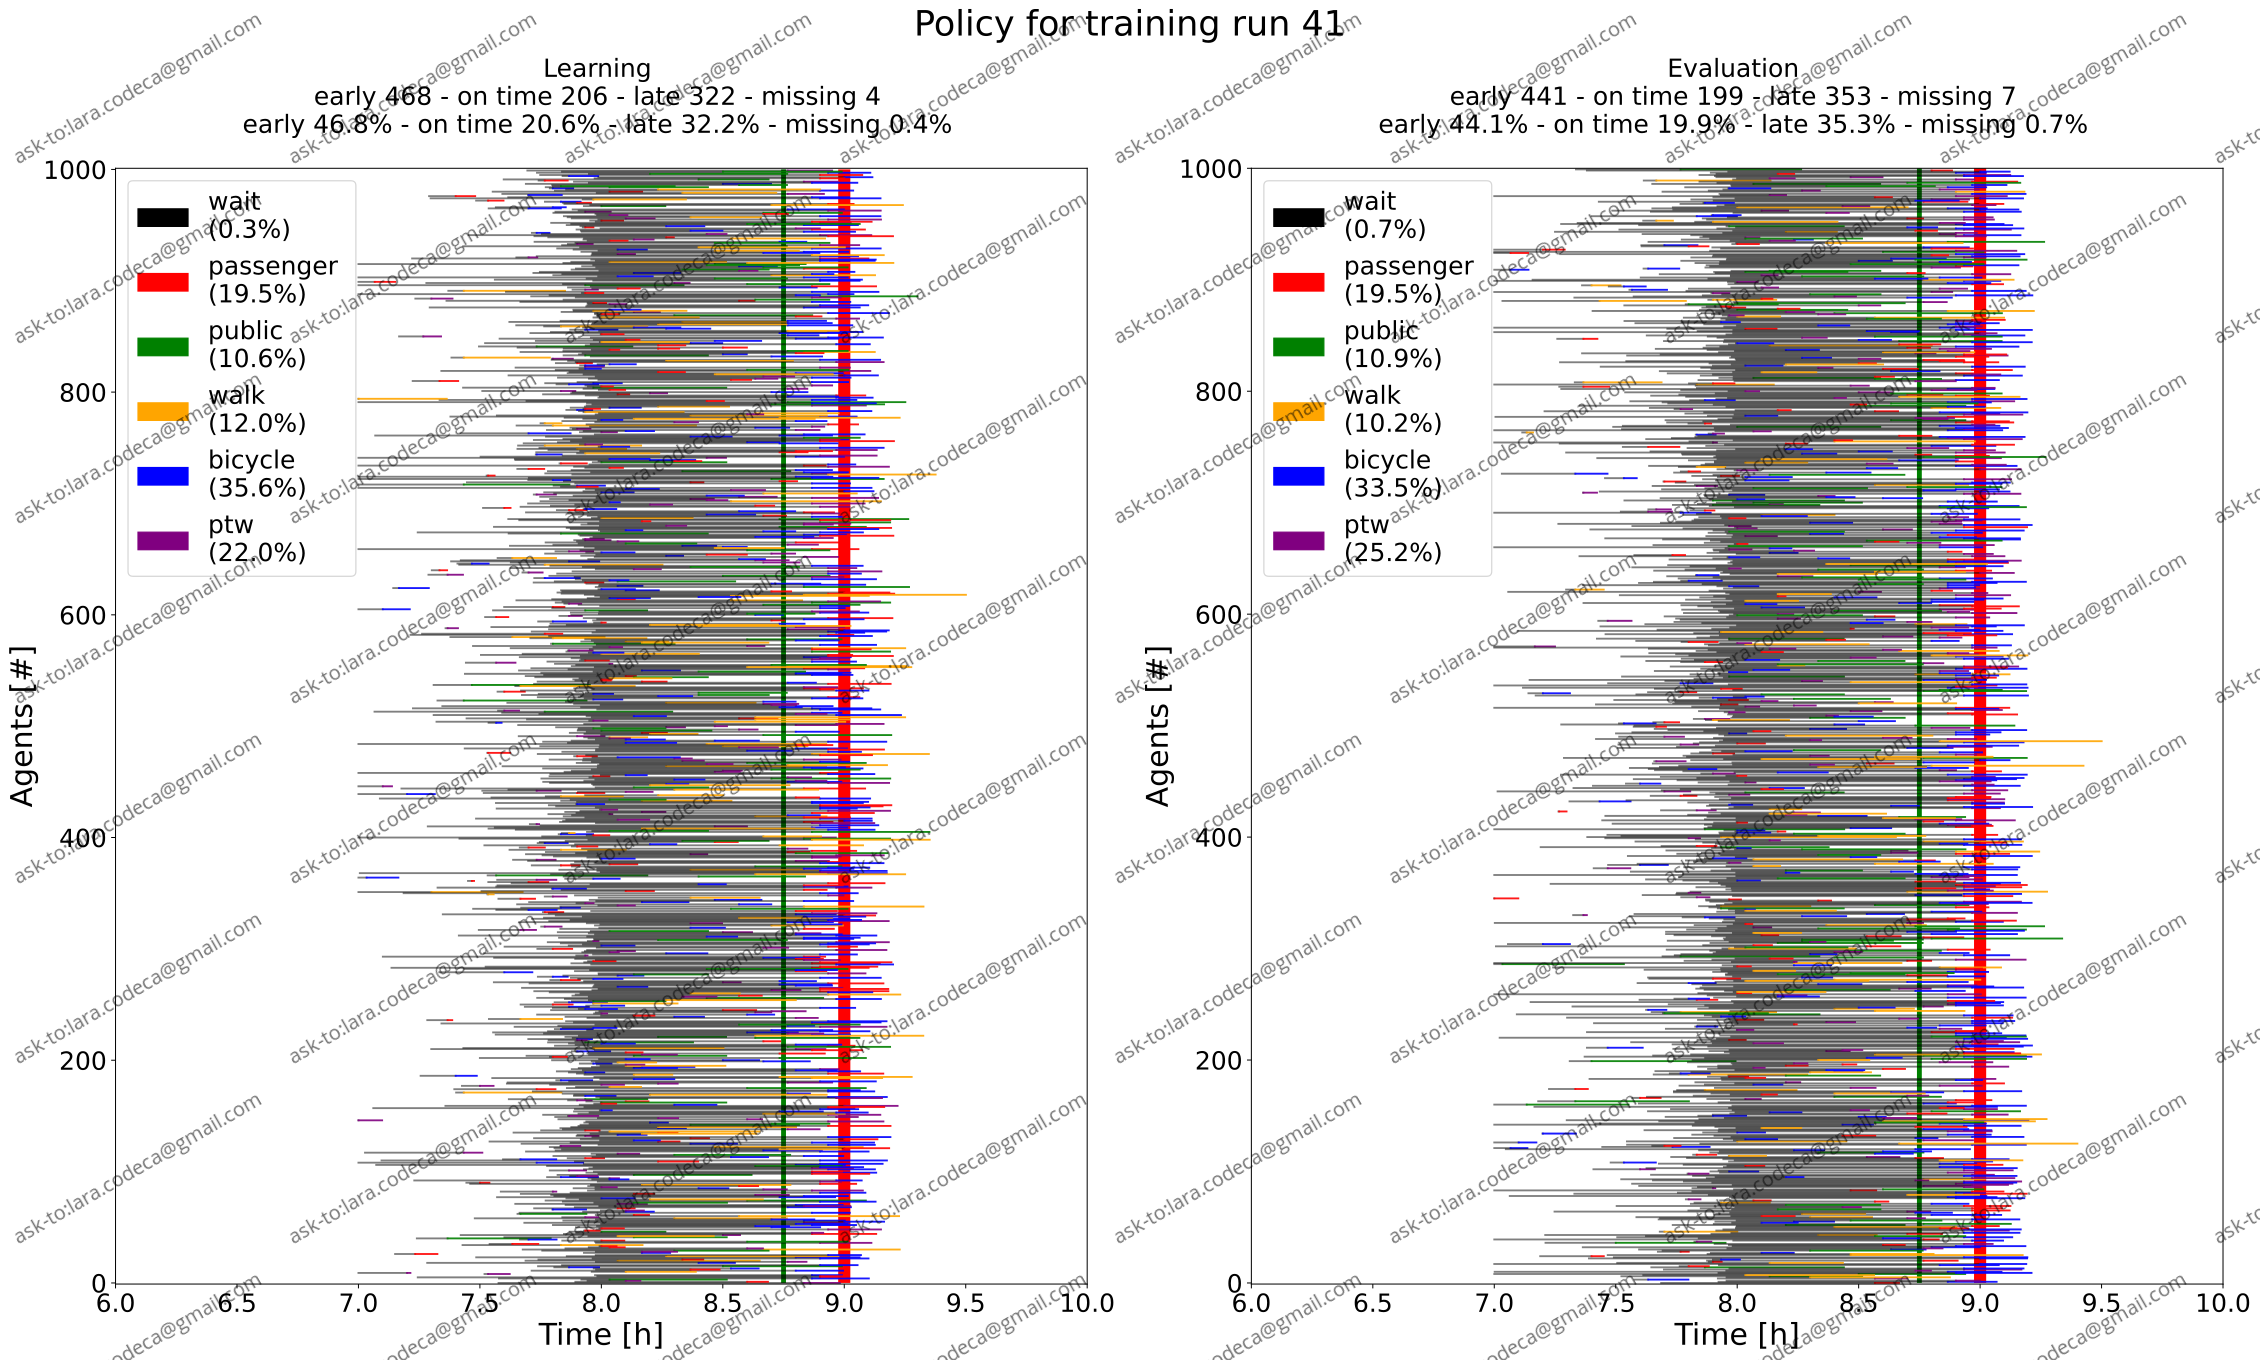 Policy for training run 41
Learning
early 468 - on time 206 - late 322 - missing 4
early 46.8% - on time 20.6% - late 32.2% - missing 0.4%
Evaluation
early 441 - on time 199 - late 353 - missing 7
early 44.1% - on time 19.9% - late 35.3% - missing 0.7%
Agents [#]
1000
800
600
400
200
0
wait
(0.3%)
passenger
(19.5%)
public
(10.6%)
walk
(12.0%)
bicycle
(35.6%)
ptw
(22.0%)
6.0 6.5 7.0 7.5 8.0 8.5 9.0 9.5 10.0
Time [h]
Agents [#]
1000
800
600
400
200
0
wait
(0.7%)
passenger
(19.5%)
public
(10.9%)
walk
(10.2%)
bicycle
(33.5%)
ptw
(25.2%)
6.0 6.5 7.0 7.5 8.0 8.5 9.0 9.5 10.0
Time [h]
ask-to:lara.codeca@gmail.com